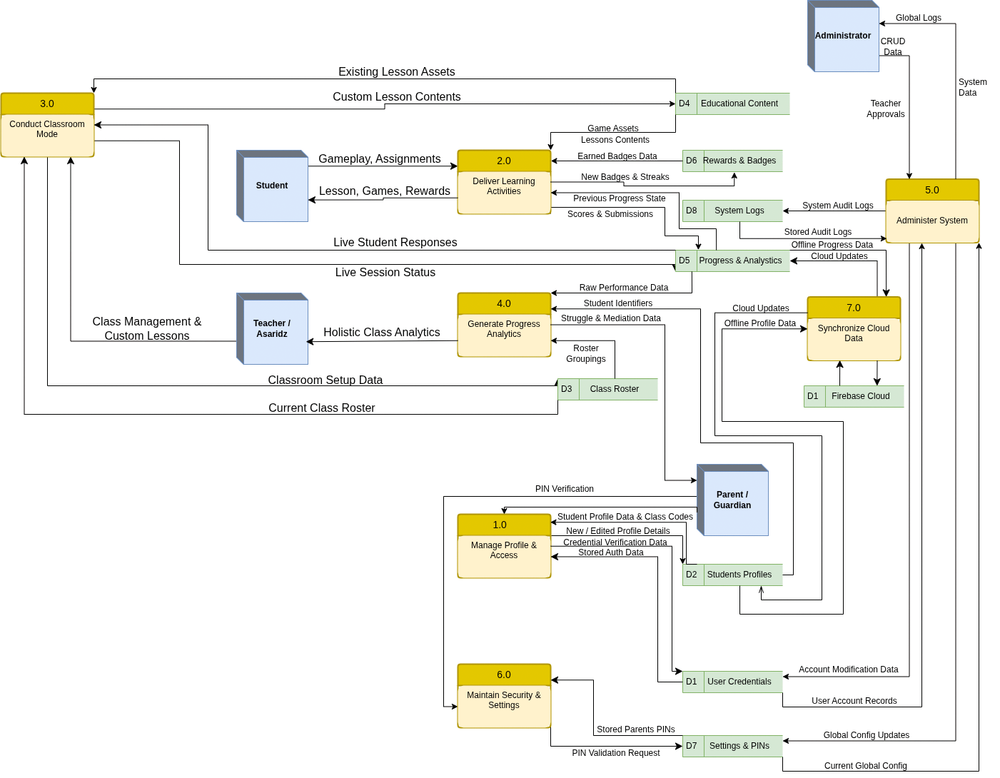 Global Logs
Administrator
CRUD
Data
System
Data
Teacher
Approvals
Existing Lesson Assets
Custom Lesson Contents
3.0
Conduct Classroom
Mode
D4
Educational Content
Game Assets
Lessons Contents
Student
Gameplay, Assignments
Lesson, Games, Rewards
2.0
Deliver Learning
Activities
Earned Badges Data
D6
Rewards & Badges
New Badges & Streaks
Previous Progress State
Scores & Submissions
D8
System Logs
System Audit Logs
Stored Audit Logs
5.0
Administer System
Offline Progress Data
Cloud Updates
Live Student Responses
Live Session Status
D5
Progress & Analystics
Raw Performance Data
Student Identifiers
Struggle & Mediation Data
4.0
Generate Progress
Analytics
Teacher /
Asaridz
Class Management &
Custom Lessons
Holistic Class Analytics
Roster
Groupings
Cloud Updates
Offline Profile Data
7.0
Synchronize Cloud
Data
Classroom Setup Data
D3
Class Roster
D1
Firebase Cloud
Current Class Roster
PIN Verification
Parent /
Guardian
1.0
Manage Profile &
Access
Student Profile Data & Class Codes
New / Edited Profile Details
Credential Verification Data
Stored Auth Data
D2
Students Profiles
6.0
Maintain Security &
Settings
D1
User Credentials
Account Modification Data
User Account Records
Stored Parents PINs
PIN Validation Request
D7
Settings & PINs
Global Config Updates
Current Global Config